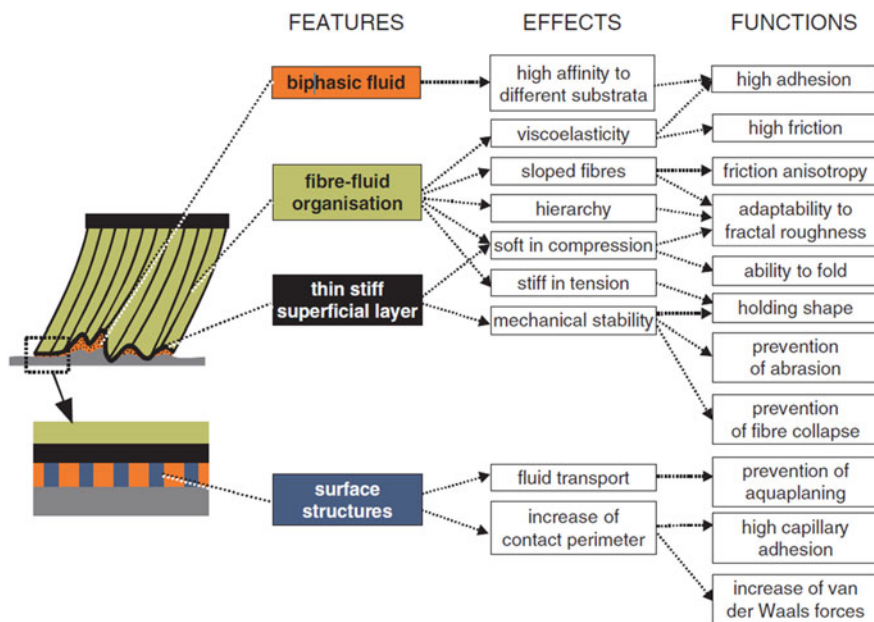 FEATURES
EFFECTS
FUNCTIONS
biphasic fluid
fibre-fluid
organisation
thin stiff
superficial layer
surface
structures
high affinity to
different substrata
viscoelasticity
sloped fibres
hierarchy
soft in compression
stiff in tension
mechanical stability
fluid transport
increase of
contact perimeter
high adhesion
high friction
friction anisotropy
adaptability to
fractal roughness
ability to fold
holding shape
prevention
of abrasion
prevention
of fibre collapse
prevention of
aquaplaning
high capillary
adhesion
increase of van
der Waals forces